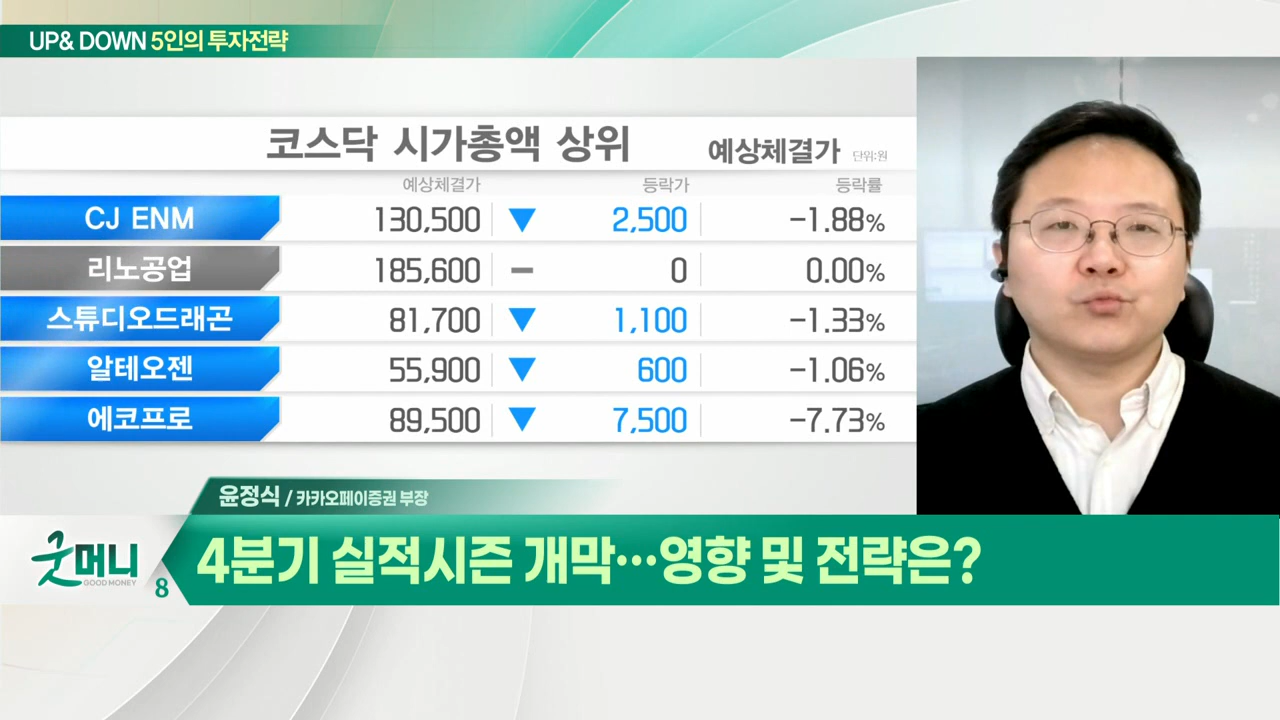 UP& DOWN 5인의 투자전략
코스닥 시가총액 상위 예상체결가 단위:원
예상체결가 등락가 등락률
CJ ENM 130,500 ▼ 2,500 -1.88%
리노공업 185,600 - 0 0.00%
스튜디오드래곤 81,700 ▼ 1,100 -1.33%
알테오젠 55,900 ▼ 600 -1.06%
에코프로 89,500 ▼ 7,500 -7.73%
윤정식 / 카카오페이증권 부장
굿머니 GOOD MONEY 8
4분기 실적시즌 개막…영향 및 전략은?